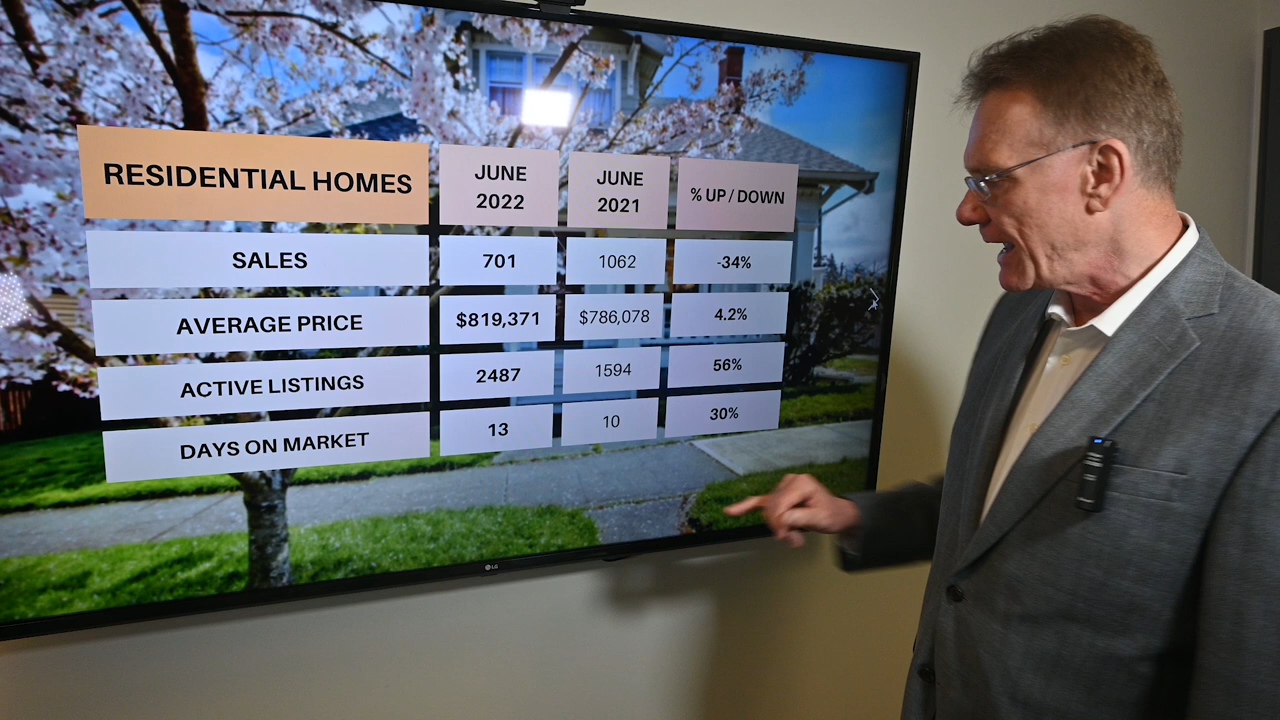 RESIDENTIAL HOMES
JUNE
2022
JUNE
2021
% UP / DOWN
SALES
701
1062
-34%
AVERAGE PRICE
$819,371
$786,078
4.2%
ACTIVE LISTINGS
2487
1594
56%
DAYS ON MARKET
13
10
30%
LG